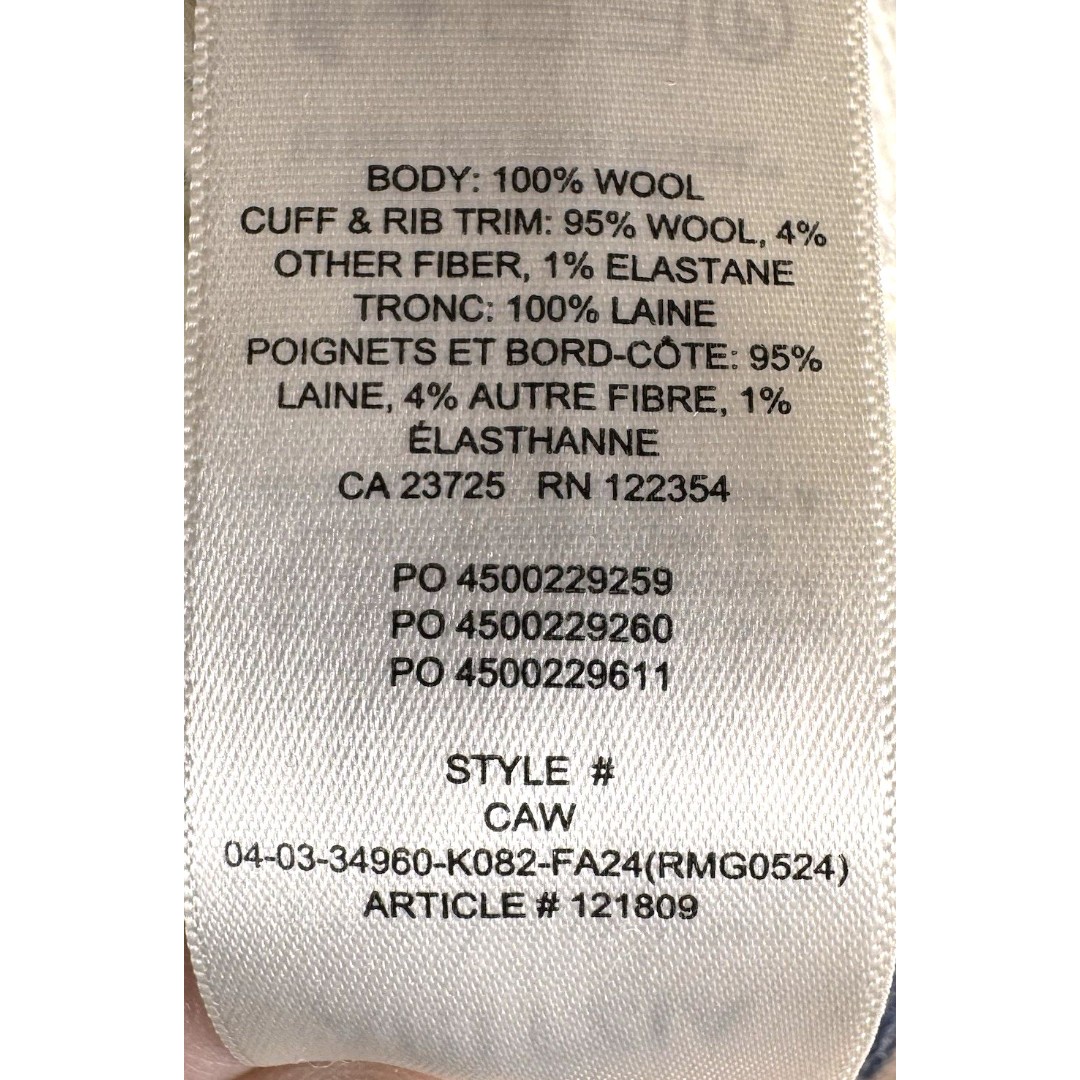 BODY: 100% WOOL
CUFF & RIB TRIM: 95% WOOL, 4%
OTHER FIBER, 1% ELASTANE
TRONC: 100% LAINE
POIGNETS ET BORD-CÔTE: 95%
LAINE, 4% AUTRE FIBRE, 1%
ÉLASTHANNE
CA 23725 RN 122354
PO 4500229259
PO 4500229260
PO 4500229611
STYLE #
CAW
04-03-34960-K082-FA24(RMG0524)
ARTICLE # 121809